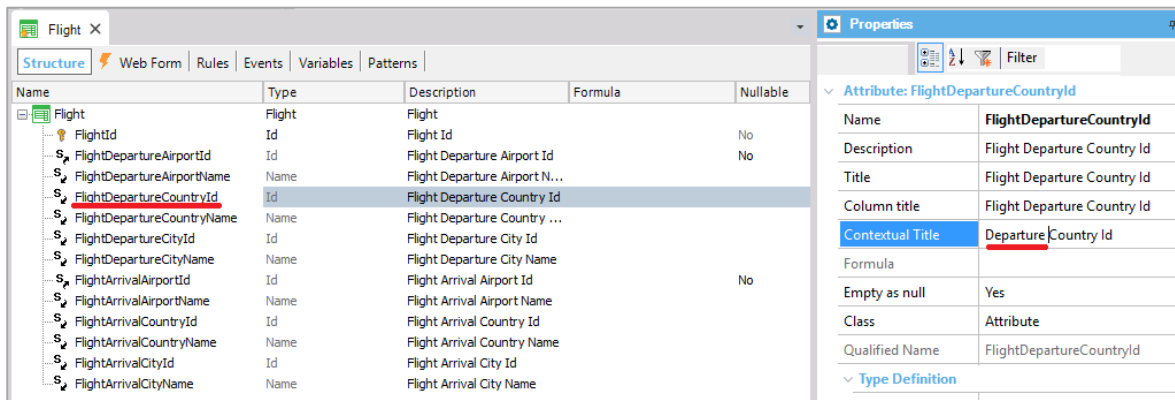 Flight X
Structure Web Form Rules Events Variables Patterns
Name Type Description Formula Nullable
Flight Flight Flight
FlightId Id Flight Id No
FlightDepartureAirportId Id Flight Departure Airport Id No
FlightDepartureAirportName Name Flight Departure Airport N...
FlightDepartureCountryId Id Flight Departure Country Id
FlightDepartureCountryName Name Flight Departure Country ...
FlightDepartureCityId Id Flight Departure City Id
FlightDepartureCityName Name Flight Departure City Name
FlightArrivalAirportId Id Flight Arrival Airport Id No
FlightArrivalAirportName Name Flight Arrival Airport Name
FlightArrivalCountryId Id Flight Arrival Country Id
FlightArrivalCountryName Name Flight Arrival Country Name
FlightArrivalCityId Id Flight Arrival City Id
FlightArrivalCityName Name Flight Arrival City Name
Properties
Filter
Attribute: FlightDepartureCountryId
Name FlightDepartureCountryId
Description Flight Departure Country Id
Title Flight Departure Country Id
Column title Flight Departure Country Id
Contextual Title Departure Country Id
Formula
Empty as null Yes
Class Attribute
Qualified Name FlightDepartureCountryId
Type Definition